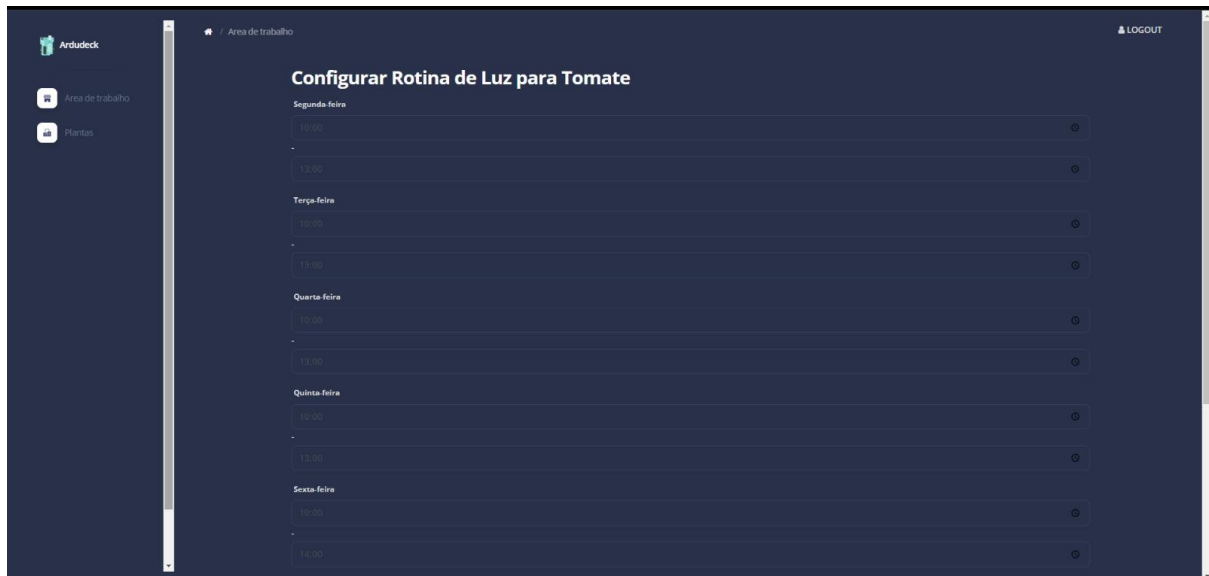 Ardudeck
Area de trabalho
Plantas
/ Area de trabalho
LOGOUT
Configurar Rotina de Luz para Tomate
Segunda-feira
10:00
-
13:00
Terça-feira
10:00
-
Quarta-feira
10:00
-
13:00
Quinta-feira
10:00
-
13:00
Sexta-feira
10:00
-
14:00